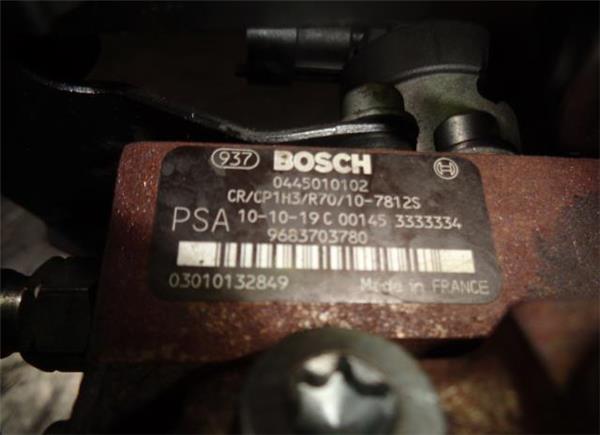 937 BOSCH
0445010102
CR/CP1H3/R70/10-7812S
PSA 10-10-19 C 00145 3333334
9683703780
03010132849 Made in FRANCE